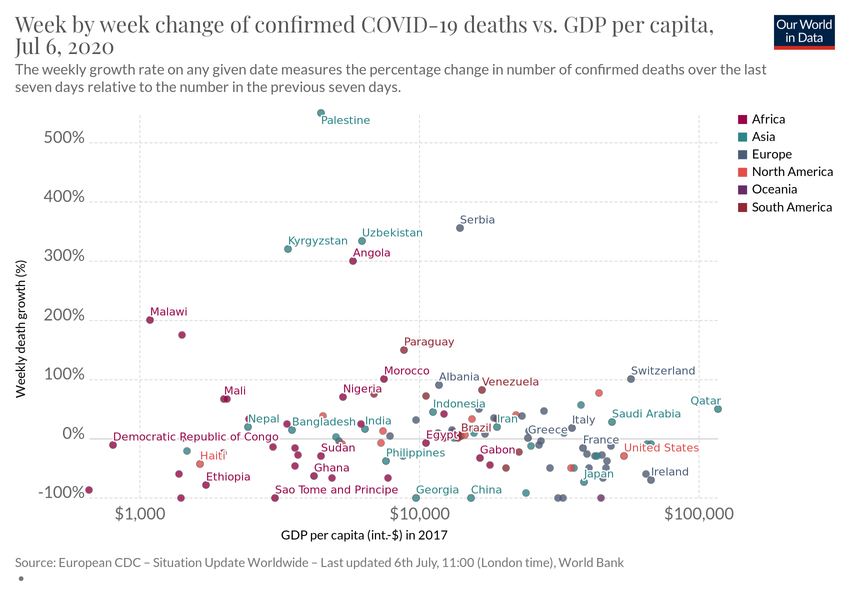 Week by week change of confirmed COVID-19 deaths vs. GDP per capita,
Jul 6, 2020
Our World
in Data
The weekly growth rate on any given date measures the percentage change in number of confirmed deaths over the last
seven days relative to the number in the previous seven days.
Africa
Asia
Europe
North America
Oceania
South America
Weekly death growth (%)
500%
400%
300%
200%
100%
0%
-100%
Palestine
Serbia
Uzbekistan
Kyrgyzstan
Angola
Malawi
Paraguay
Morocco
Switzerland
Albania
Venezuela
Mali
Nigeria
Qatar
Indonesia
Saudi Arabia
Nepal
Bangladesh
India
Iran
Italy
Brazil
Greece
Egypt
Democratic Republic of Congo
France
Sudan
Philippines
Gabon
United States
Haiti
Ghana
Japan
Ireland
Ethiopia
Sao Tome and Principe
Georgia
China
$1,000
$10,000
$100,000
GDP per capita (int.-$) in 2017
Source: European CDC – Situation Update Worldwide – Last updated 6th July, 11:00 (London time), World Bank